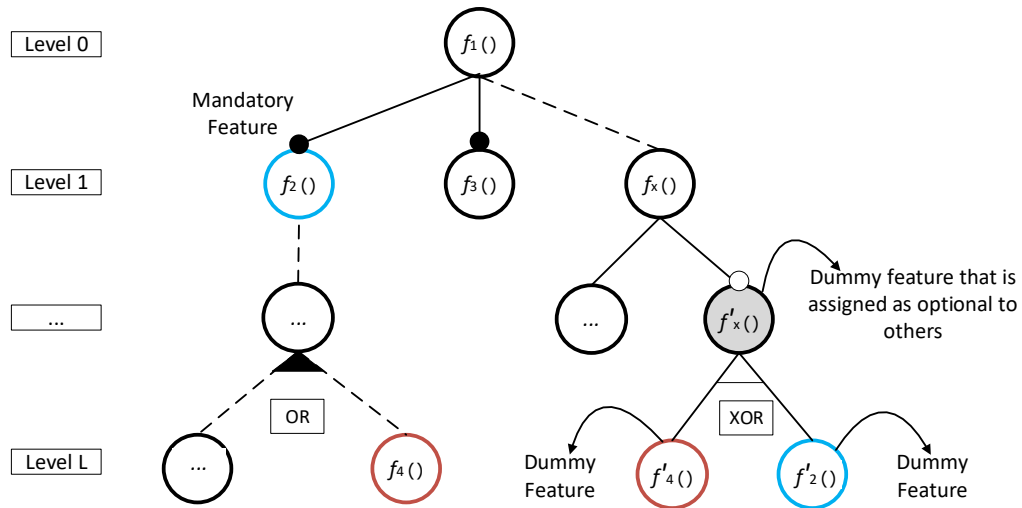 Level 0
f1()
Mandatory
Feature
Level 1
f2()
f3()
fx()
...
...
...
f'x()
Dummy feature that is
assigned as optional to
others
OR
XOR
Level L
...
f4()
Dummy
Feature
f'4()
f'2()
Dummy
Feature